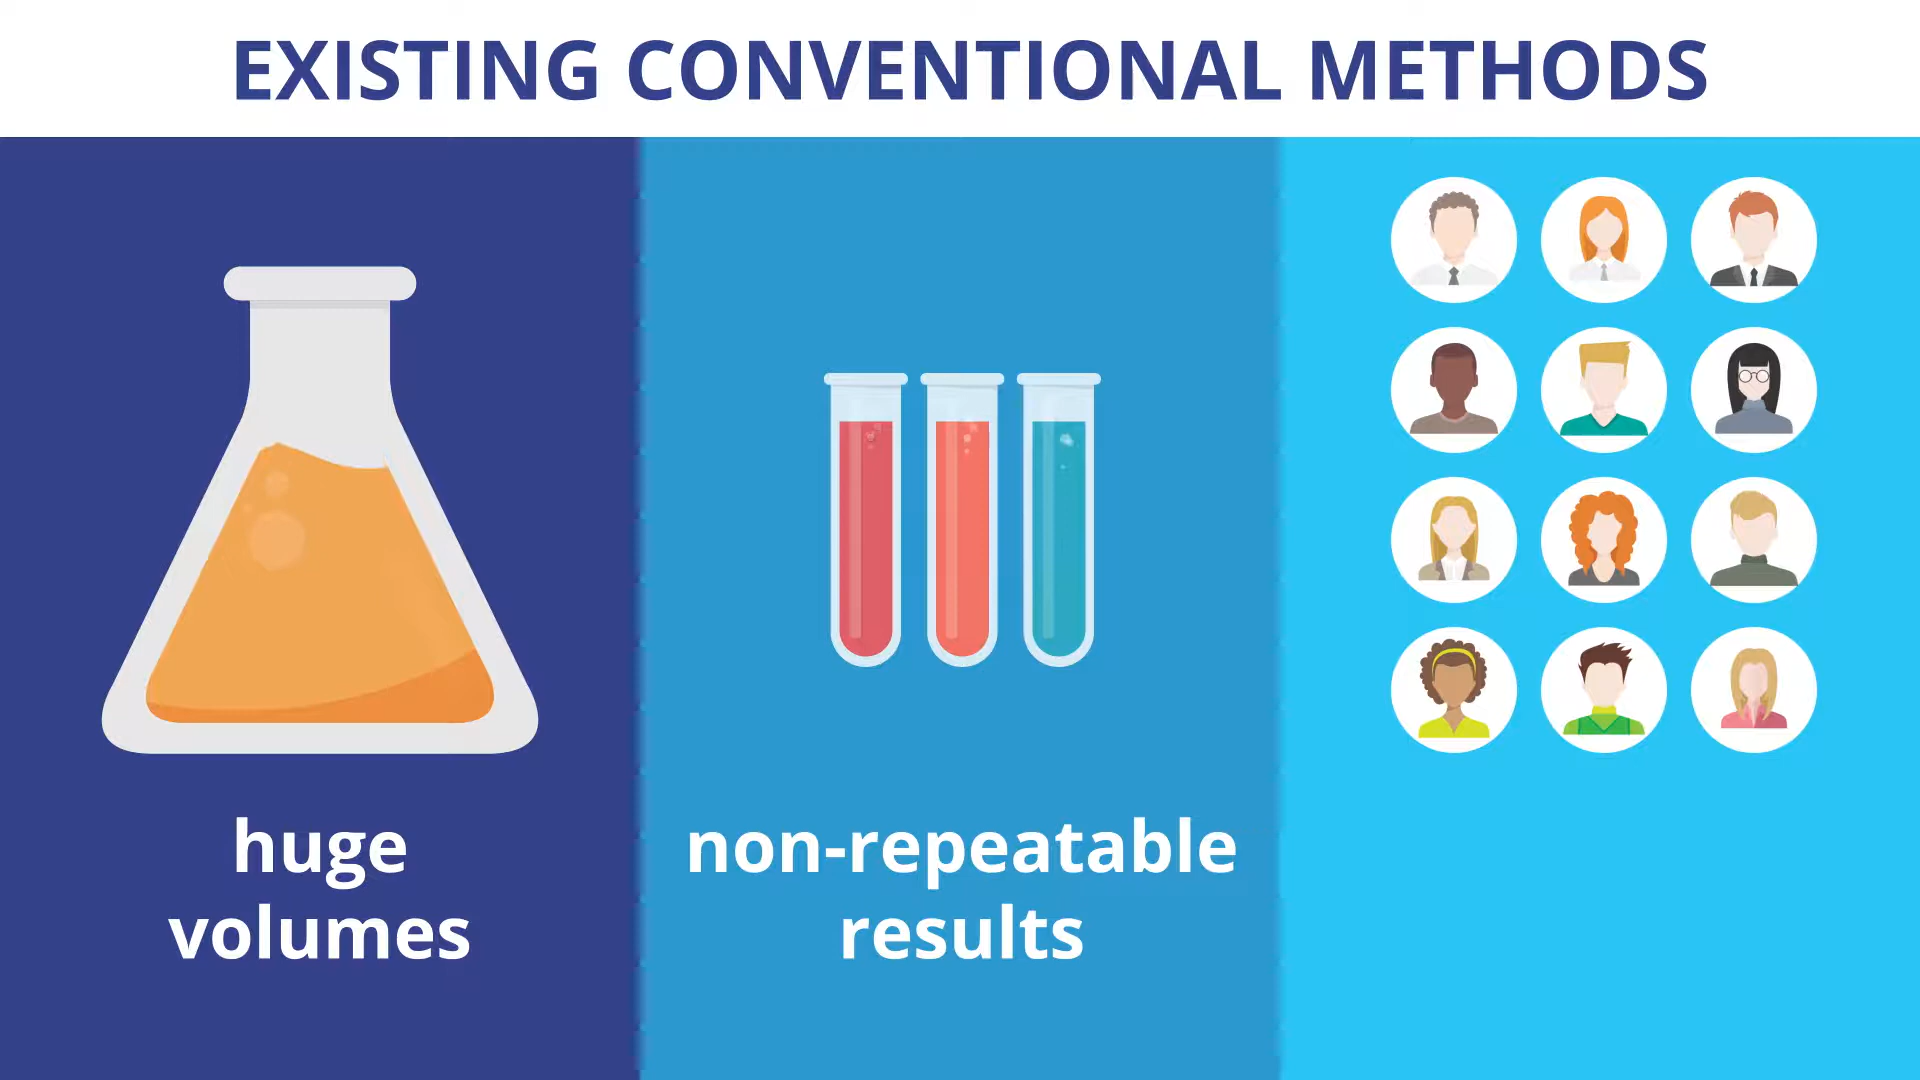 EXISTING CONVENTIONAL METHODS
huge
volumes
non-repeatable
results